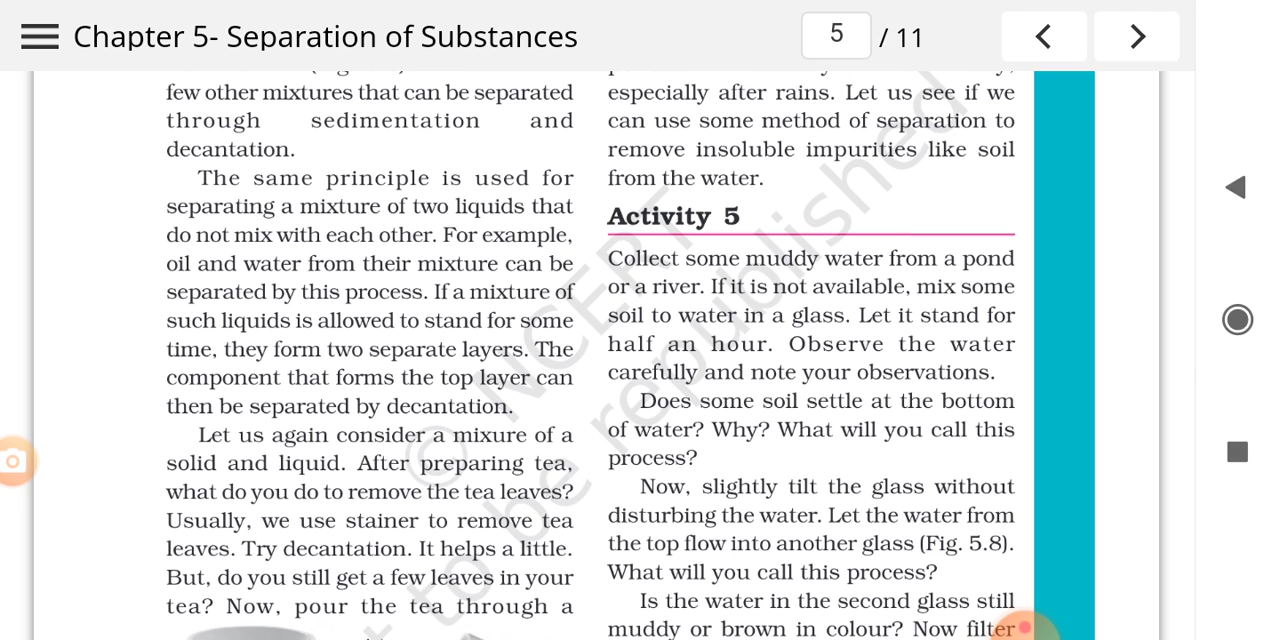 Chapter 5- Separation of Substances
5
/ 11
few other mixtures that can be separated
through sedimentation and
decantation.
The same principle is used for
separating a mixture of two liquids that
do not mix with each other. For example,
oil and water from their mixture can be
separated by this process. If a mixture of
such liquids is allowed to stand for some
time, they form two separate layers. The
component that forms the top layer can
then be separated by decantation.
Let us again consider a mixture of a
solid and liquid. After preparing tea,
what do you do to remove the tea leaves?
Usually, we use stainer to remove tea
leaves. Try decantation. It helps a little.
But, do you still get a few leaves in your
tea? Now, pour the tea through a
especially after rains. Let us see if we
can use some method of separation to
remove insoluble impurities like soil
from the water.
Activity 5
Collect some muddy water from a pond
or a river. If it is not available, mix some
soil to water in a glass. Let it stand for
half an hour. Observe the water
carefully and note your observations.
Does some soil settle at the bottom
of water? Why? What will you call this
process?
Now, slightly tilt the glass without
disturbing the water. Let the water from
the top flow into another glass (Fig. 5.8).
What will you call this process?
Is the water in the second glass still
muddy or brown in colour? Now filter
© NCERT
to be republished